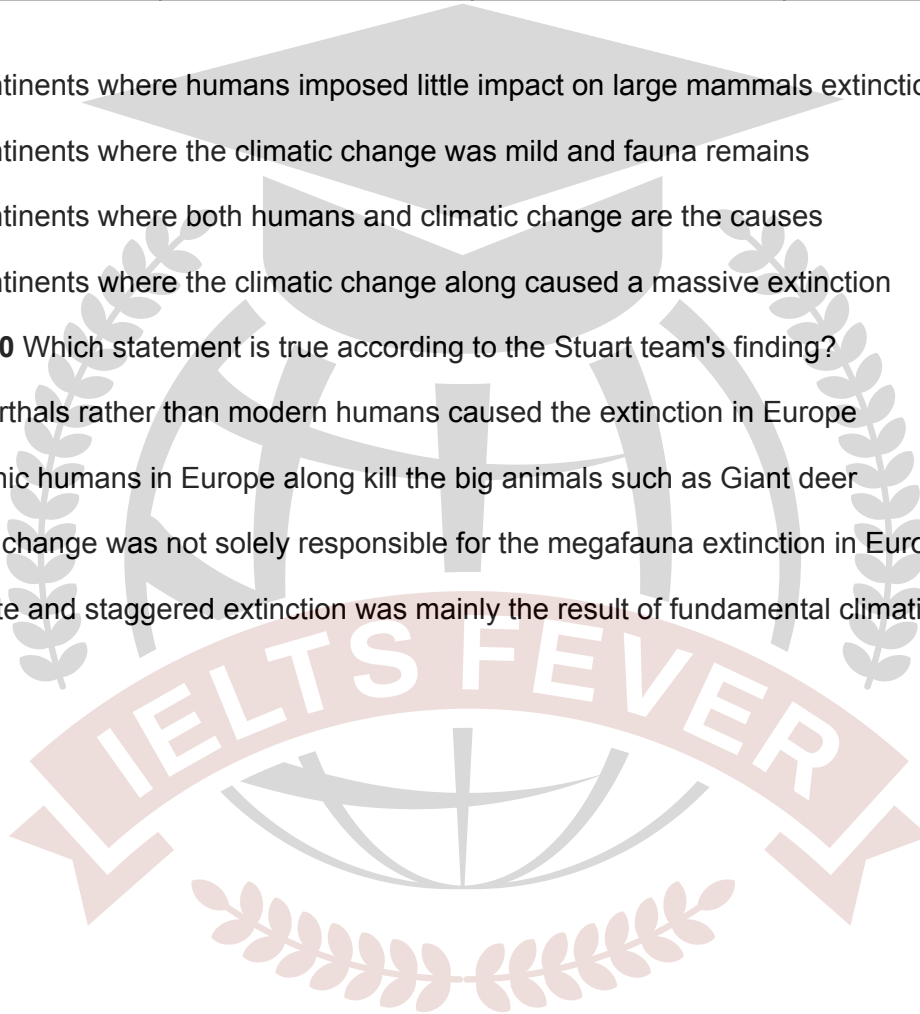 tinents where humans imposed little impact on large mammals extinctio
tinents where the climatic change was mild and fauna remains
tinents where both humans and climatic change are the causes
tinents where the climatic change along caused a massive extinction
0 Which statement is true according to the Stuart team's finding?
rthals rather than modern humans caused the extinction in Europe
nic humans in Europe along kill the big animals such as Giant deer
change was not solely responsible for the megafauna extinction in Euro
te and staggered extinction was mainly the result of fundamental climati
IELTS FEVER